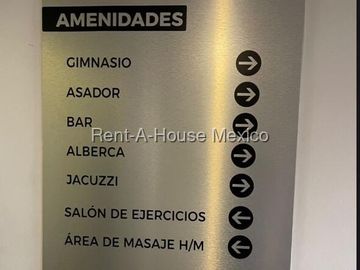 AMENIDADES
GIMNASIO
ASADOR
BAR
Rent-A-House Mexico
ALBERCA
JACUZZI
SALÓN DE EJERCICIOS
ÁREA DE MASAJE H/M